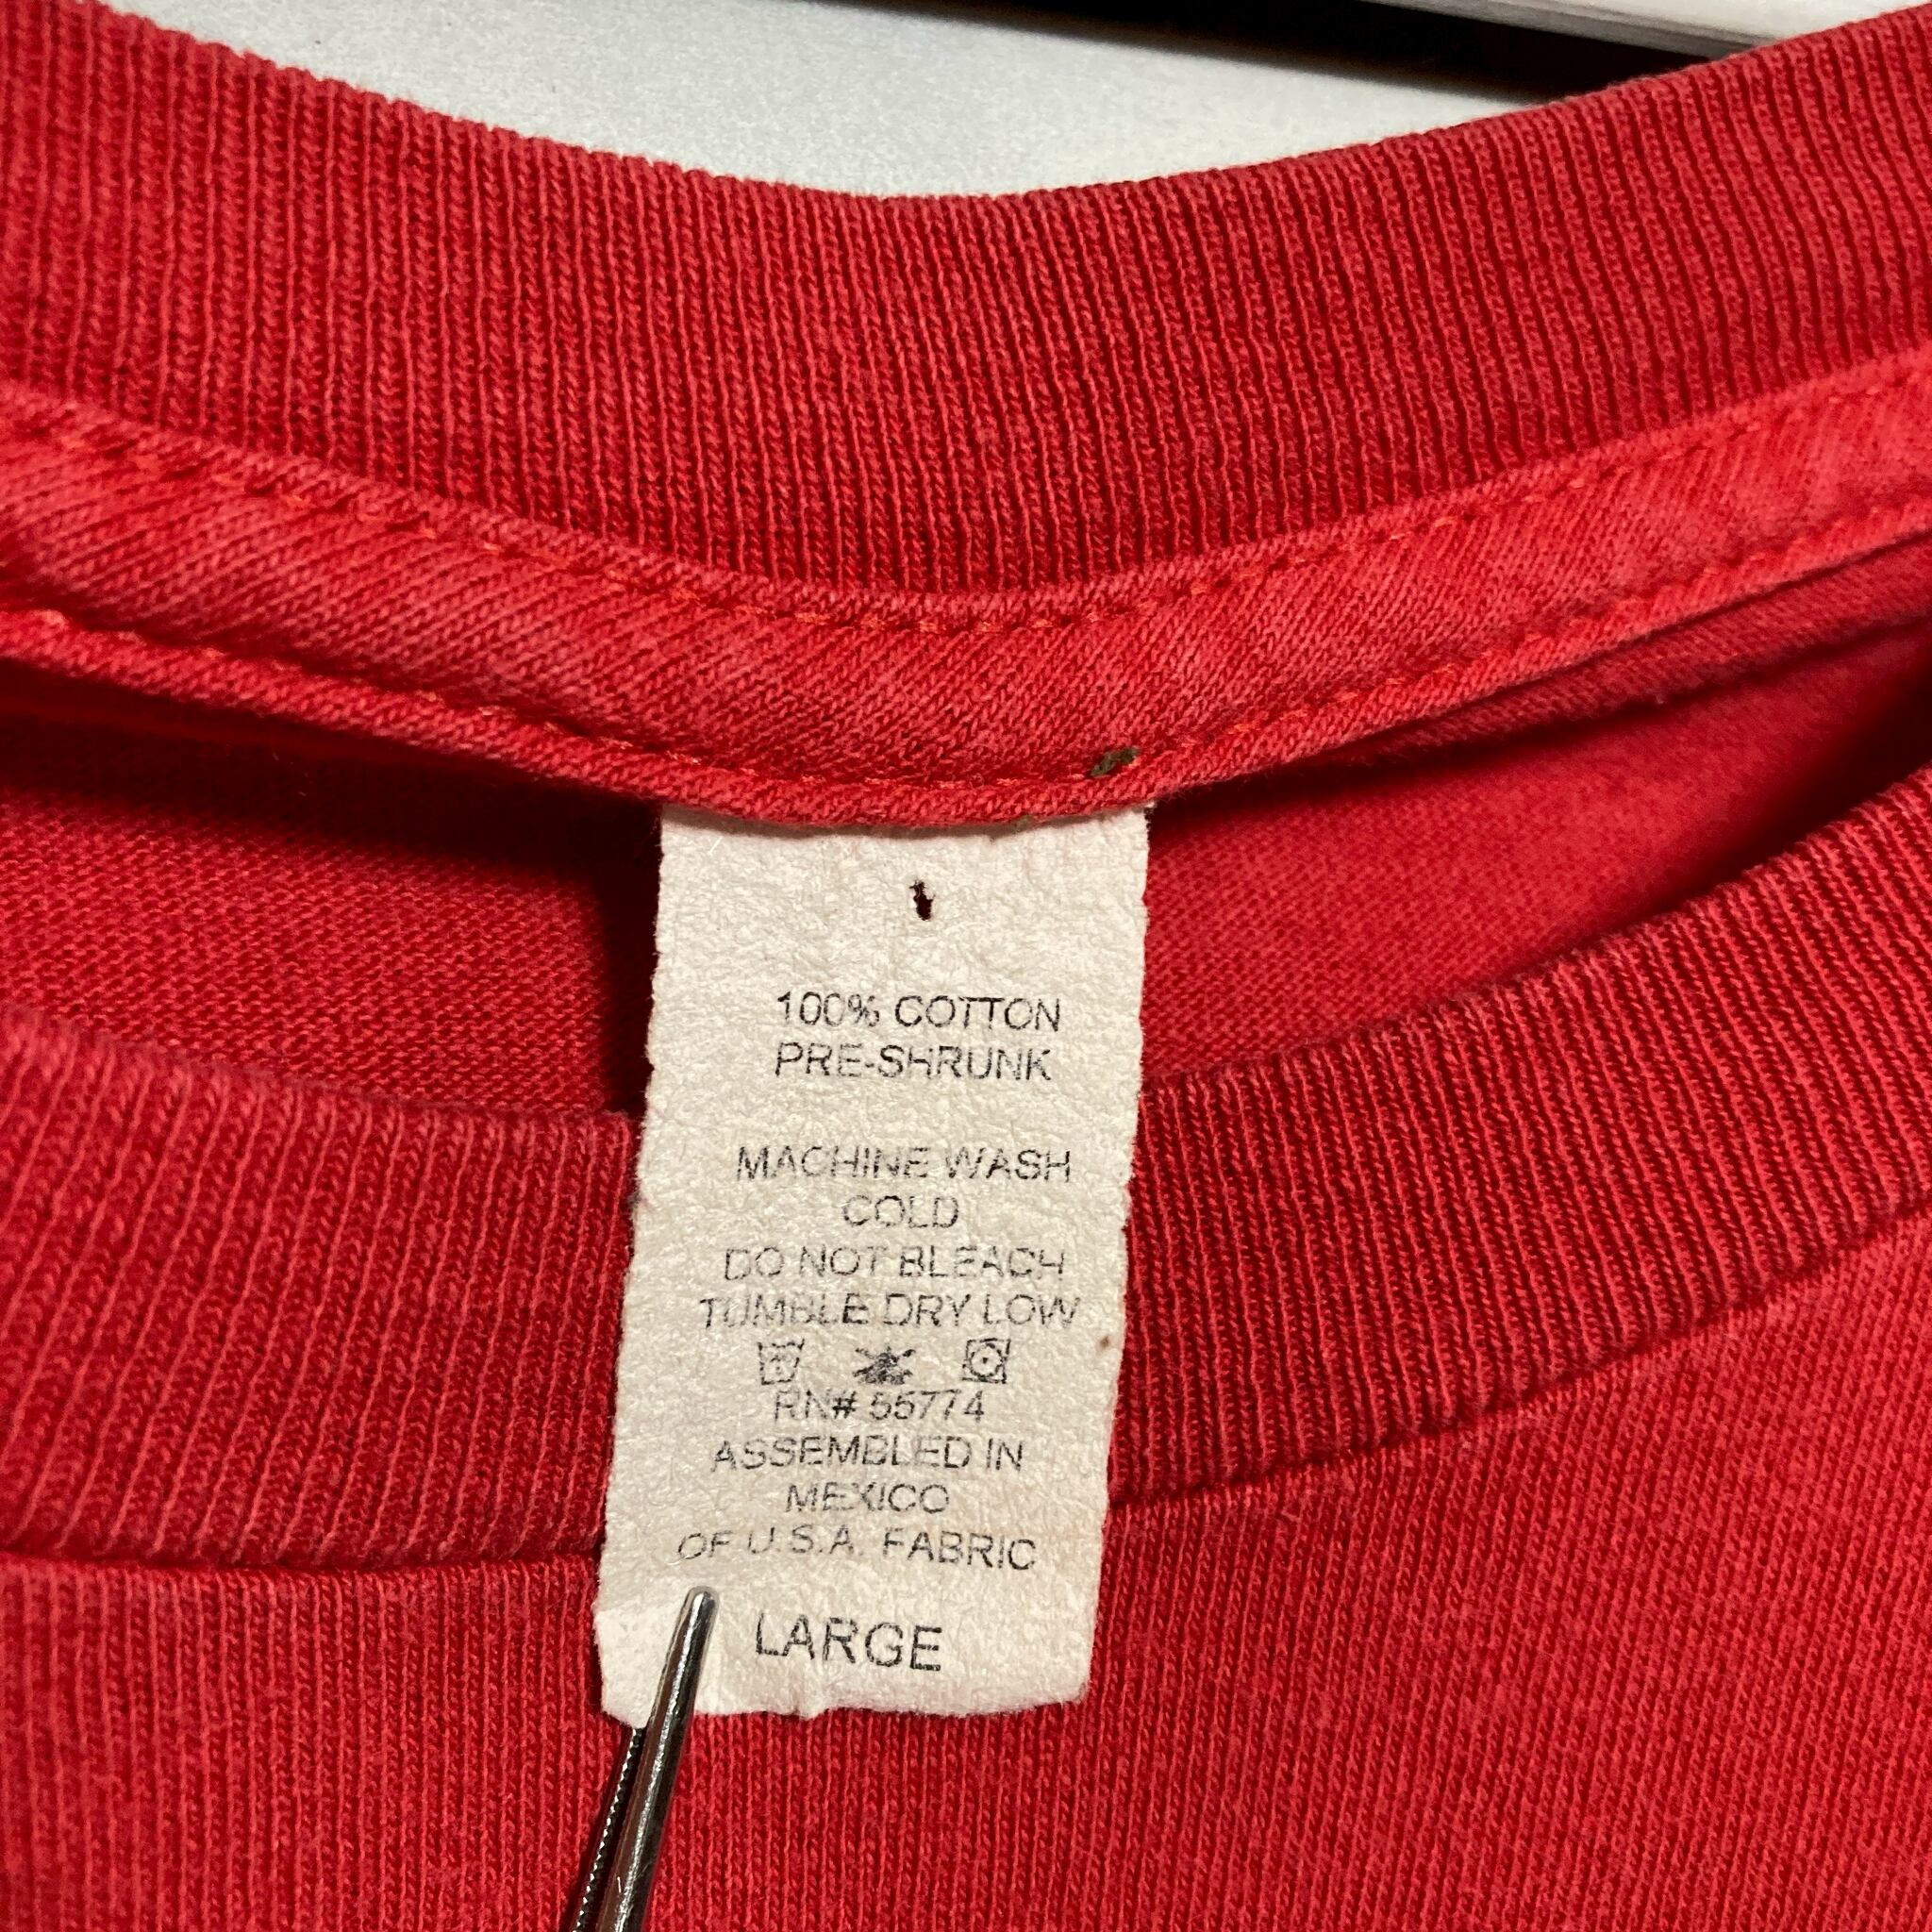 100% COTTON
PRE-SHRUNK
MACHINE WASH
COLD
DO NOT BLEACH
TUMBLE DRY LOW
RN# 55774
ASSEMBLED IN
MEXICO
OF U.S.A. FABRIC
LARGE